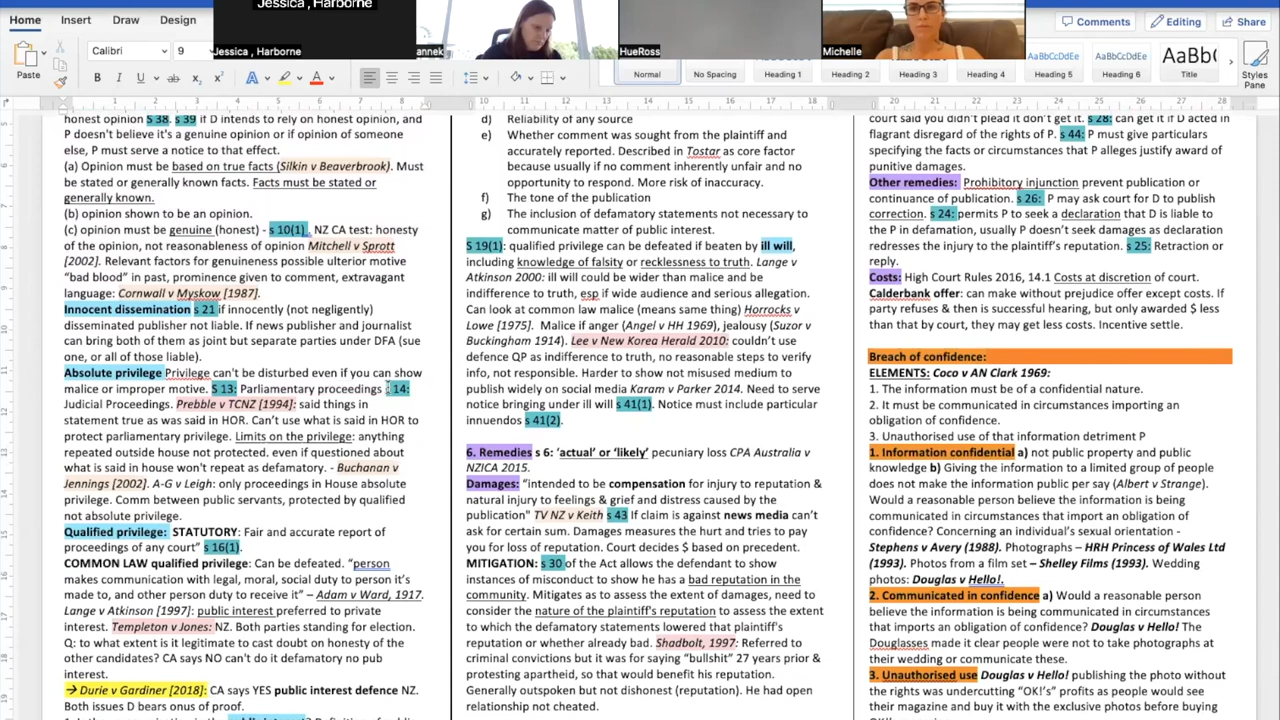 Jessica , Harborne
Home Insert Draw Design
Comments Editing Share
Jessica , Harborne
annek
HueRoss
Michelle
Paste
Calibri 9
Normal No Spacing Heading 1 Heading 2 Heading 3 Heading 4 AaBbCcDdE Heading 5 AaBb( Title
Styles Pane
1 2 3 4 5 6 7 8 10 11 12 13 14 15 16 17 18 20 21 22 23 24 25 26 27 28
honest opinion S 38. s 39 if D intends to rely on honest opinion, and
P doesn't believe it's a genuine opinion or if opinion of someone
else, P must serve a notice to that effect.
(a) Opinion must be based on true facts (Silkin v Beaverbrook). Must
be stated or generally known facts. Facts must be stated or
generally known.
(b) opinion shown to be an opinion.
(c) opinion must be genuine (honest) - s 10(1). NZ CA test: honesty
of the opinion, not reasonableness of opinion Mitchell v Sprott
[2002]. Relevant factors for genuineness possible ulterior motive
"bad blood" in past, prominence given to comment, extravagant
language: Cornwall v Myskow [1987].
Innocent dissemination s 21 if innocently (not negligently)
disseminated publisher not liable. If news publisher and journalist
can bring both of them as joint but separate parties under DFA (sue
one, or all of those liable).
Absolute privilege Privilege can't be disturbed even if you can show
malice or improper motive. S 13: Parliamentary proceedings s 14:
Judicial Proceedings. Prebble v TCNZ [1994]: said things in
statement true as was said in HOR. Can't use what is said in HOR to
protect parliamentary privilege. Limits on the privilege: anything
repeated outside house not protected. even if questioned about
what is said in house won't repeat as defamatory. - Buchanan v
Jennings [2002]. A-G v Leigh: only proceedings in House absolute
privilege. Comm between public servants, protected by qualified
not absolute privilege.
Qualified privilege: STATUTORY: Fair and accurate report of
proceedings of any court" s 16(1).
COMMON LAW qualified privilege: Can be defeated. "person
makes communication with legal, moral, social duty to person it's
made to, and other person duty to receive it" – Adam v Ward, 1917.
Lange v Atkinson [1997]: public interest preferred to private
interest. Templeton v Jones: NZ. Both parties standing for election.
Q: to what extent is it legitimate to cast doubt on honesty of the
other candidates? CA says NO can't do it defamatory no pub
interest.
→ Durie v Gardiner [2018]: CA says YES public interest defence NZ.
Both issues D bears onus of proof.
d) Reliability of any source
e) Whether comment was sought from the plaintiff and
accurately reported. Described in Tostar as core factor
because usually if no comment inherently unfair and no
opportunity to respond. More risk of inaccuracy.
f) The tone of the publication
g) The inclusion of defamatory statements not necessary to
communicate matter of public interest.
S 19(1): qualified privilege can be defeated if beaten by ill will,
including knowledge of falsity or recklessness to truth. Lange v
Atkinson 2000: ill will could be wider than malice and be
indifference to truth, esp if wide audience and serious allegation.
Can look at common law malice (means same thing) Horrocks v
Lowe [1975]. Malice if anger (Angel v HH 1969), jealousy (Suzor v
Buckingham 1914). Lee v New Korea Herald 2010: couldn't use
defence QP as indifference to truth, no reasonable steps to verify
info, not responsible. Harder to show not misused medium to
publish widely on social media Karam v Parker 2014. Need to serve
notice bringing under ill will s 41(1). Notice must include particular
innuendos s 41(2).
6. Remedies s 6: 'actual' or 'likely' pecuniary loss CPA Australia v
NZICA 2015.
Damages: "intended to be compensation for injury to reputation &
natural injury to feelings & grief and distress caused by the
publication" TV NZ v Keith s 43 If claim is against news media can't
ask for certain sum. Damages measures the hurt and tries to pay
you for loss of reputation. Court decides $ based on precedent.
MITIGATION: s 30 of the Act allows the defendant to show
instances of misconduct to show he has a bad reputation in the
community. Mitigates as to assess the extent of damages, need to
consider the nature of the plaintiff's reputation to assess the extent
to which the defamatory statements lowered that plaintiff's
reputation or whether already bad. Shadbolt, 1997: Referred to
criminal convictions but it was for saying "bullshit" 27 years prior &
protesting apartheid, so that would benefit his reputation.
Generally outspoken but not dishonest (reputation). He had open
relationship not cheated.
court said you didn't plead it don't get it. s 28: can get it if D acted in
flagrant disregard of the rights of P. s 44: P must give particulars
specifying the facts or circumstances that P alleges justify award of
punitive damages.
Other remedies: Prohibitory injunction prevent publication or
continuance of publication. s 26: P may ask court for D to publish
correction. s 24: permits P to seek a declaration that D is liable to
the P in defamation, usually P doesn't seek damages as declaration
redresses the injury to the plaintiff's reputation. s 25: Retraction or
reply.
Costs: High Court Rules 2016, 14.1 Costs at discretion of court.
Calderbank offer: can make without prejudice offer except costs. If
party refuses & then is successful hearing, but only awarded $ less
than that by court, they may get less costs. Incentive settle.
Breach of confidence:
ELEMENTS: Coco v AN Clark 1969:
1. The information must be of a confidential nature.
2. It must be communicated in circumstances importing an
obligation of confidence.
3. Unauthorised use of that information detriment P
1. Information confidential a) not public property and public
knowledge b) Giving the information to a limited group of people
does not make the information public per say (Albert v Strange).
Would a reasonable person believe the information is being
communicated in circumstances that import an obligation of
confidence? Concerning an individual's sexual orientation -
Stephens v Avery (1988). Photographs – HRH Princess of Wales Ltd
(1993). Photos from a film set – Shelley Films (1993). Wedding
photos: Douglas v Hello!.
2. Communicated in confidence a) Would a reasonable person
believe the information is being communicated in circumstances
that imports an obligation of confidence? Douglas v Hello! The
Douglasses made it clear people were not to take photographs at
their wedding or communicate these.
3. Unauthorised use Douglas v Hello! publishing the photo without
the rights was undercutting "OK!'s" profits as people would see
their magazine and buy it with the exclusive photos before buying